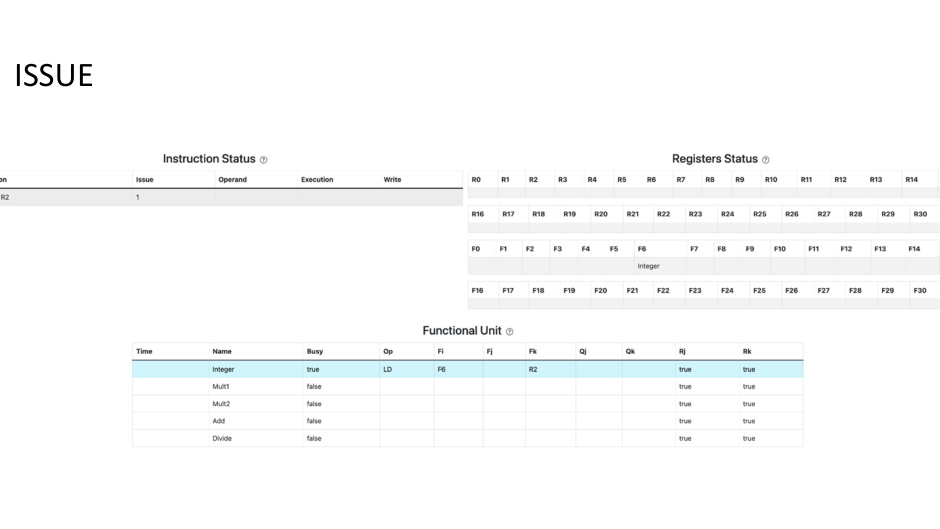 ISSUE
Instruction Status ?
on Issue Operand Execution Write
R2 1
Registers Status ?
R0 R1 R2 R3 R4 R5 R6 R7 R8 R9 R10 R11 R12 R13 R14
R16 R17 R18 R19 R20 R21 R22 R23 R24 R25 R26 R27 R28 R29 R30
F0 F1 F2 F3 F4 F5 F6 F7 F8 F9 F10 F11 F12 F13 F14
Integer
F16 F17 F18 F19 F20 F21 F22 F23 F24 F25 F26 F27 F28 F29 F30
Functional Unit ?
Time Name Busy Op Fi Fj Fk Qj Qk Rj Rk
Integer true LD F6 R2 true true
Mult1 false true true
Mult2 false true true
Add false true true
Divide false true true